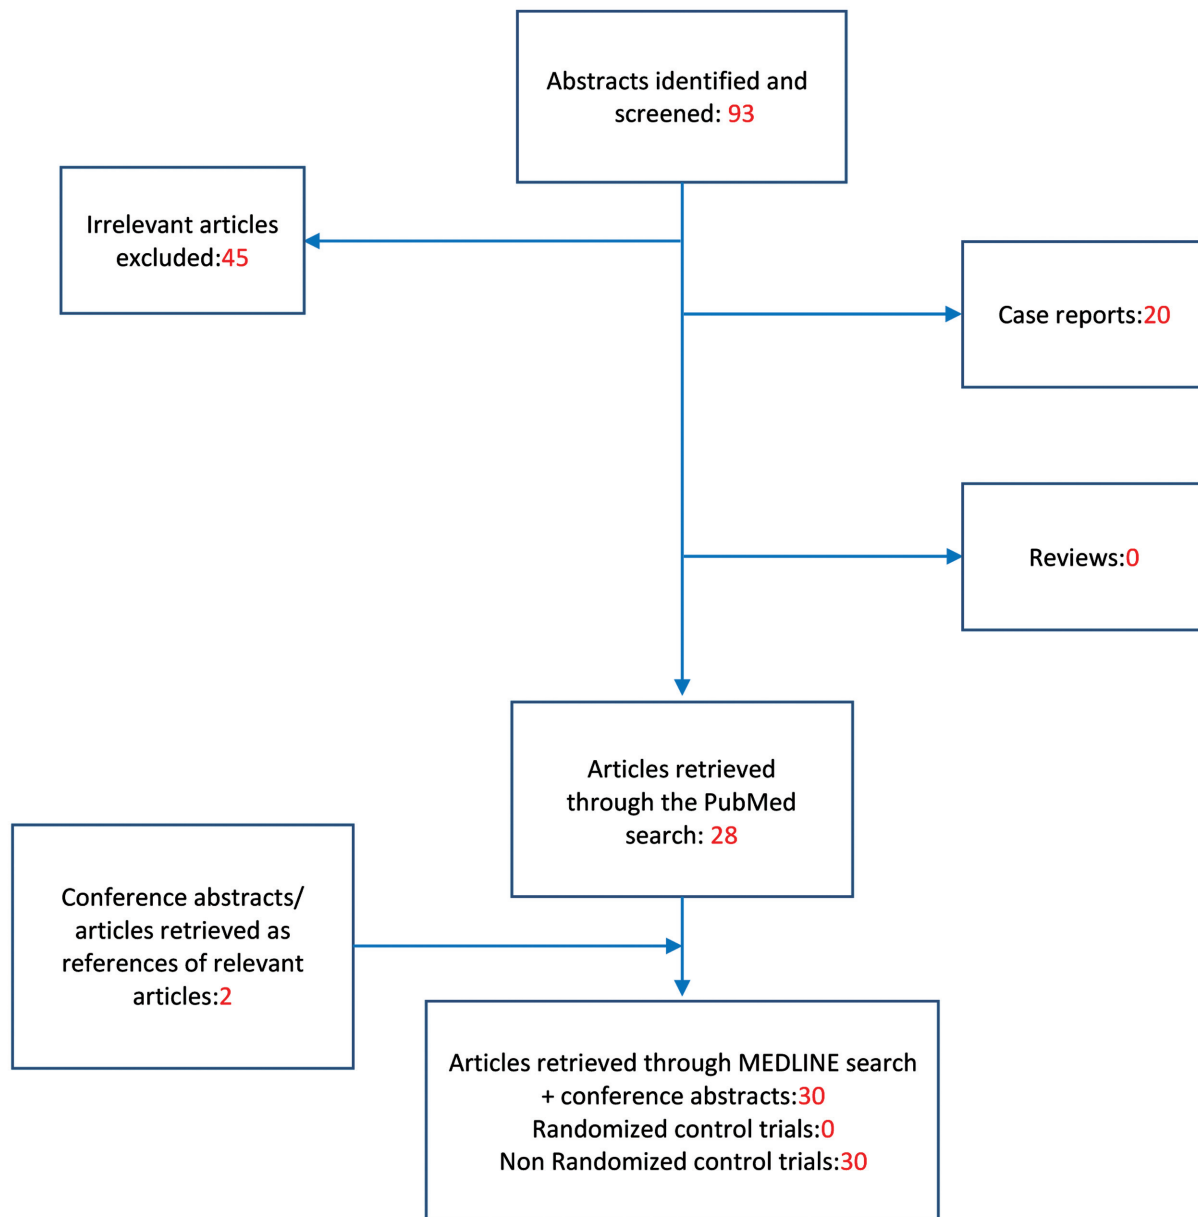 Abstracts identified and
screened: 93
Irrelevant articles
excluded:45
Case reports:20
Reviews:0
Articles retrieved
through the PubMed
search: 28
Conference abstracts/
articles retrieved as
references of relevant
articles:2
Articles retrieved through MEDLINE search
+ conference abstracts:30
Randomized control trials:0
Non Randomized control trials:30